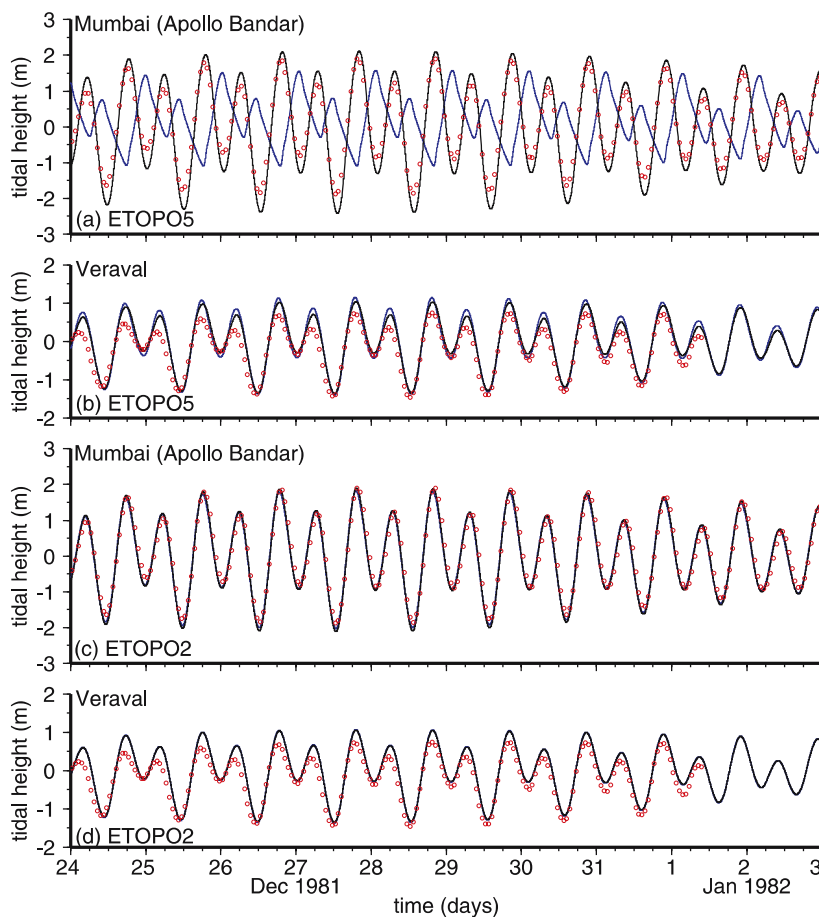 3
Mumbai (Apollo Bandar)
2
1
0
-1
-2
(a) ETOPO5
-3
tidal height (m)
2
Veraval
1
0
-1
(b) ETOPO5
-2
tidal height (m)
3
Mumbai (Apollo Bandar)
2
1
0
-1
-2
(c) ETOPO2
-3
tidal height (m)
2
Veraval
1
0
-1
(d) ETOPO2
-2
tidal height (m)
24 25 26 27 28 29 30 31 1 2 3
Dec 1981 Jan 1982
time (days)